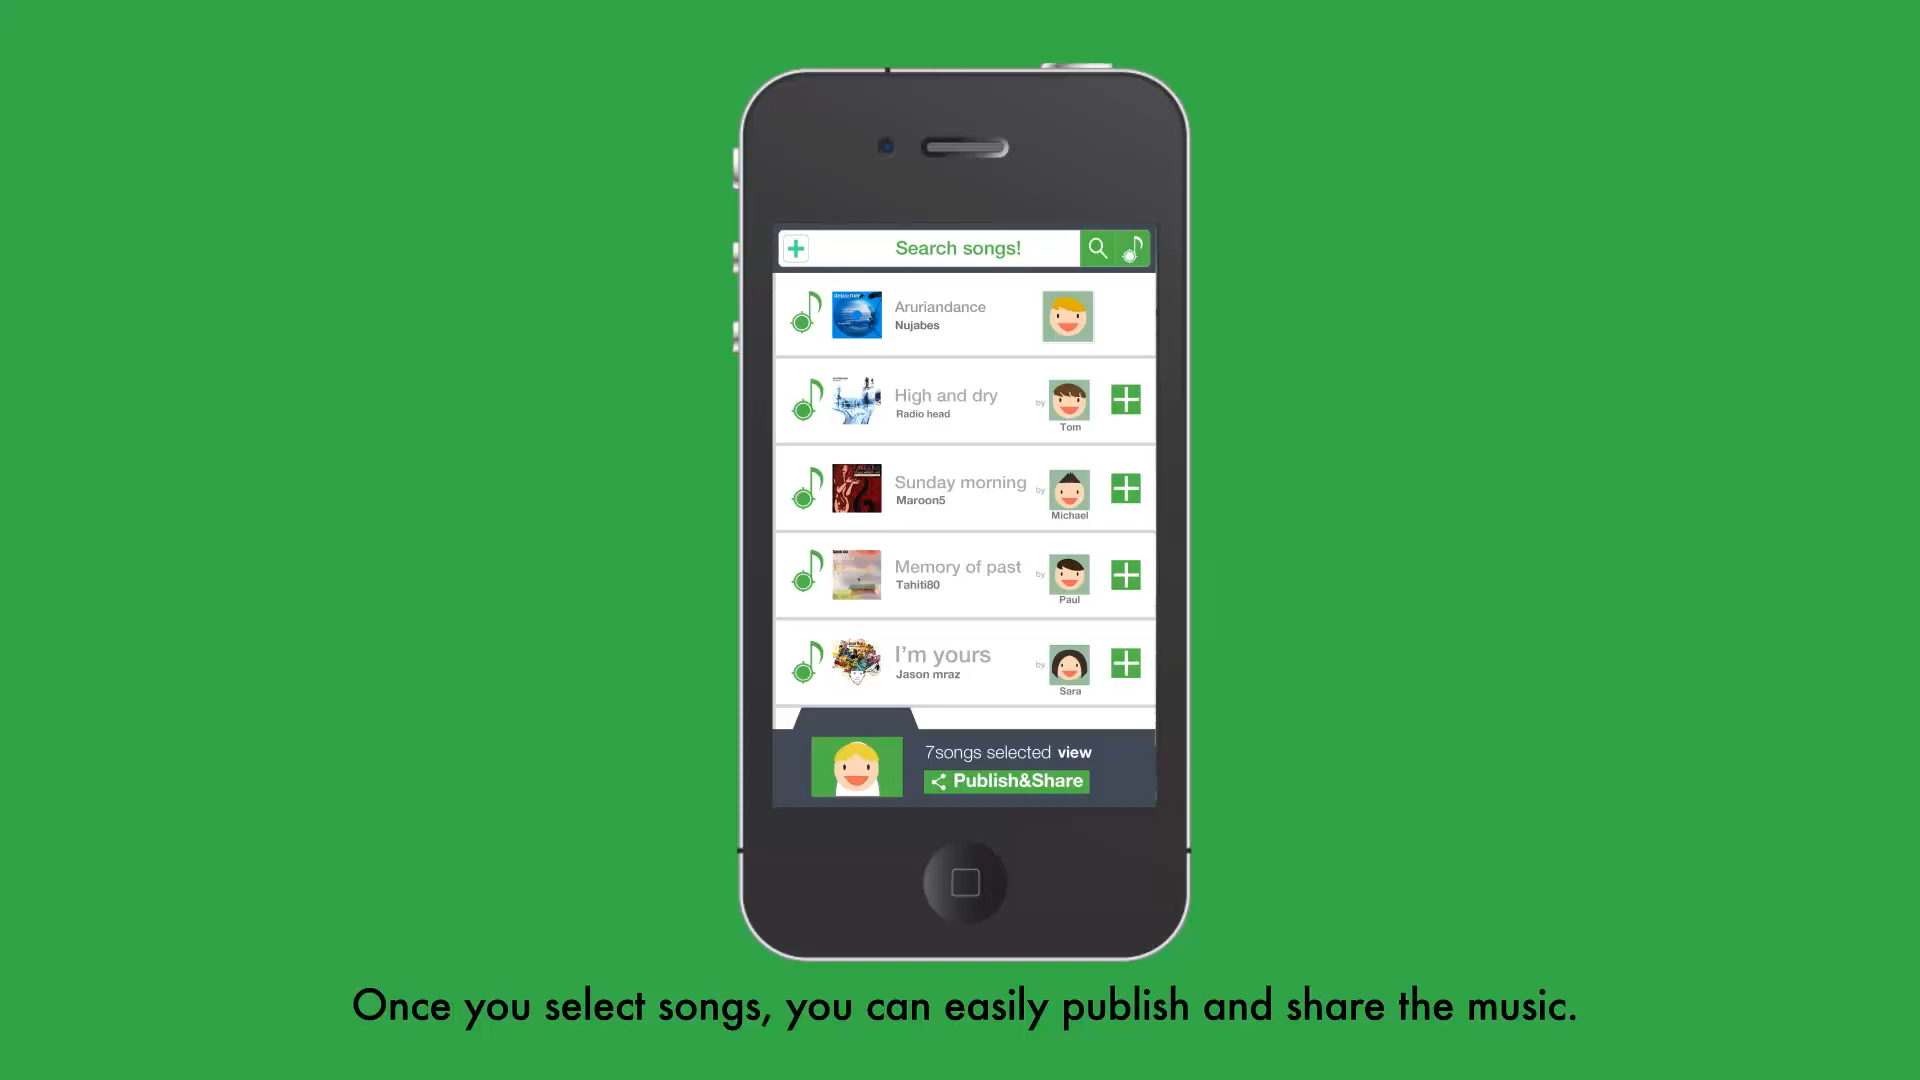 Search songs!
Aruriandance
Nujabes
High and dry
Radio head
by
Tom
Sunday morning
Maroon5
by
Michael
Memory of past
Tahiti80
by
Paul
I'm yours
Jason mraz
by
Sara
7songs selected view
Publish&Share
Once you select songs, you can easily publish and share the music.